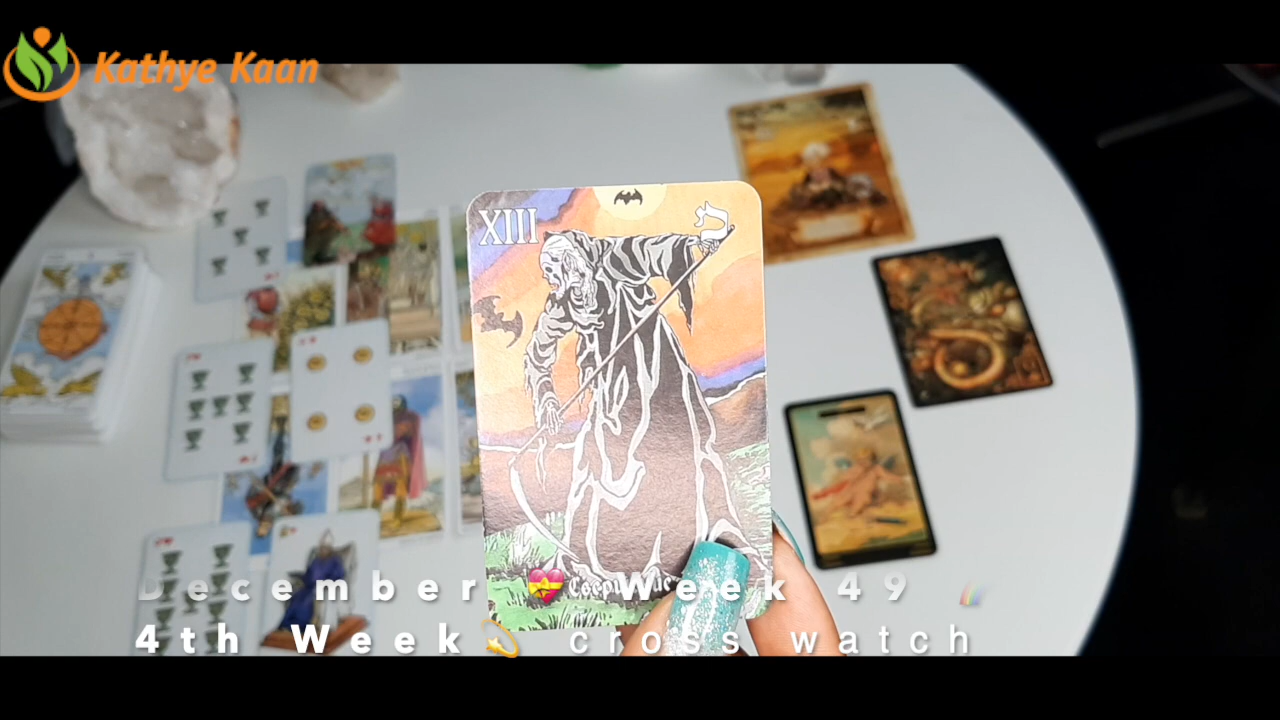 Kathye Kaan
XIII
December 💝 Week 49 🌈
4th Week💫 cross watch